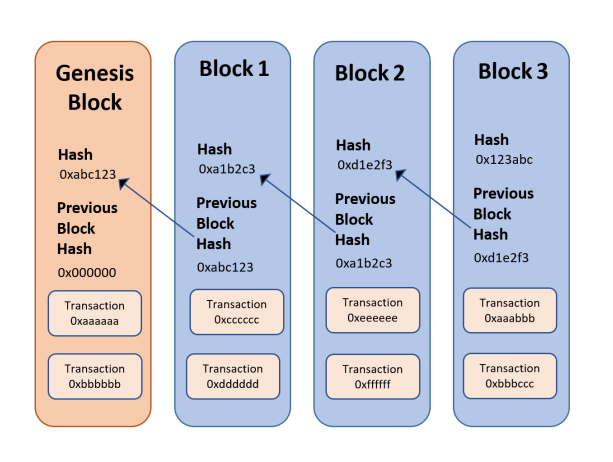 Genesis
Block
Hash
0xabc123
Previous
Block
Hash
0x000000
Transaction
0xaaaaaa
Transaction
0xbbbbbb
Block 1
Hash
0xa1b2c3
Previous
Block
Hash
0xabc123
Transaction
0xcccccc
Transaction
0xdddddd
Block 2
Hash
0xd1e2f3
Previous
Block
Hash
0xa1b2c3
Transaction
0xeeeeee
Transaction
0xffffff
Block 3
Hash
0x123abc
Previous
Block
Hash
0xd1e2f3
Transaction
0xaaabbb
Transaction
0xbbbccc